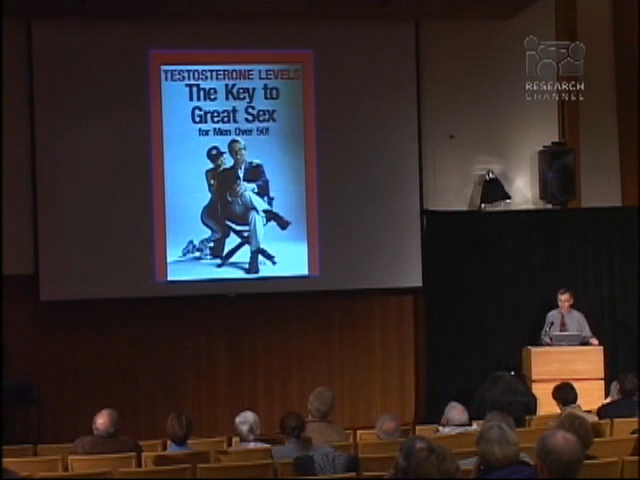 TESTOSTERONE LEVELS
The Key to
Great Sex
for Men Over 50!
RESEARCH
CHANNEL